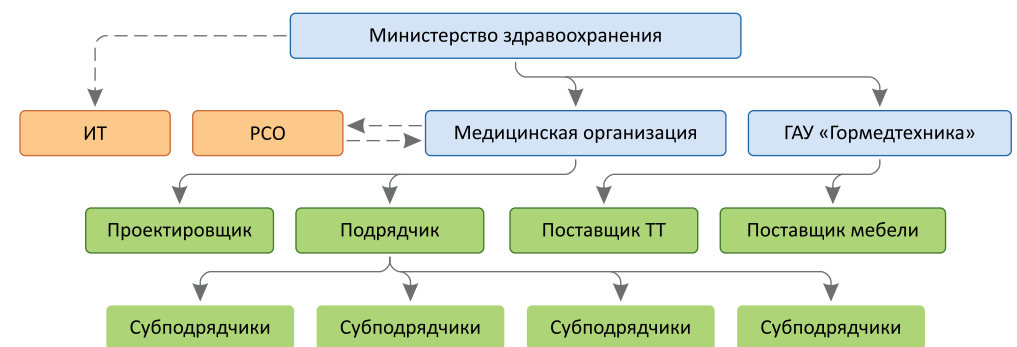 Министерство здравоохранения
ИТ
РСО
Медицинская организация
ГАУ «Гормедтехника»
Проектировщик
Подрядчик
Поставщик ТТ
Поставщик мебели
Субподрядчики
Субподрядчики
Субподрядчики
Субподрядчики